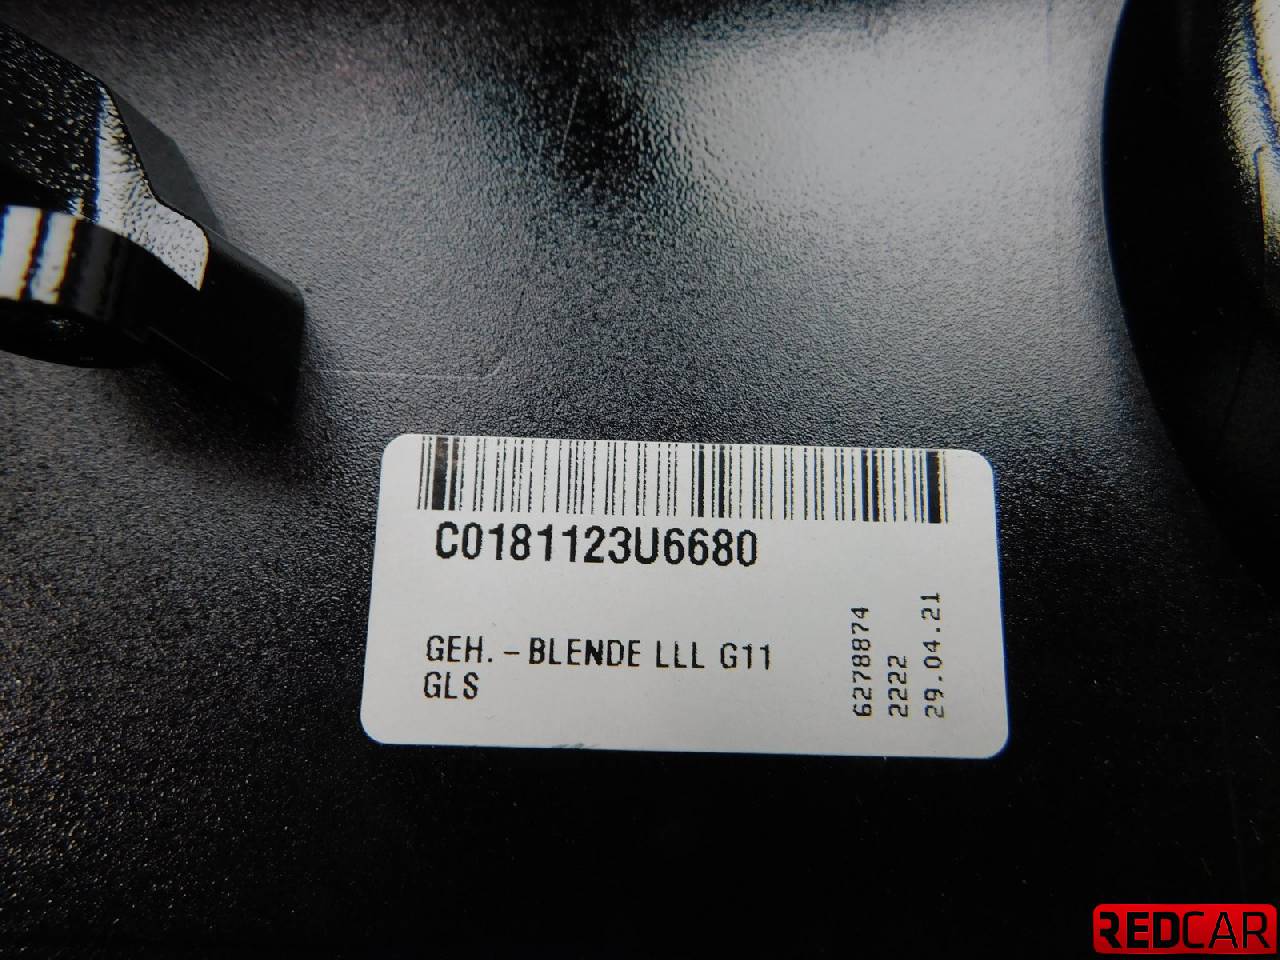 C0181123U6680
GEH.-BLENDE LLL G11
GLS
6278874
2222
29.04.21
REDCAR